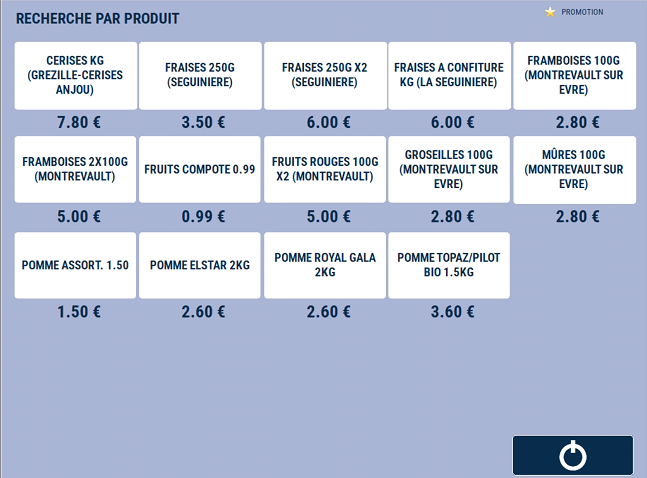 RECHERCHE PAR PRODUIT
PROMOTION
CERISES KG
(GREZILLE-CERISES
ANJOU)
7.80 €
FRAISES 250G
(SEGUINIERE)
3.50 €
FRAISES 250G X2
(SEGUINIERE)
6.00 €
FRAISES A CONFITURE
KG (LA SEGUINIERE)
6.00 €
FRAMBOISES 100G
(MONTREVAULT SUR
EVRE)
2.80 €
FRAMBOISES 2X100G
(MONTREVAULT)
5.00 €
FRUITS COMPOTE 0.99
0.99 €
FRUITS ROUGES 100G
X2 (MONTREVAULT)
5.00 €
GROSEILLES 100G
(MONTREVAULT SUR
EVRE)
2.80 €
MÛRES 100G
(MONTREVAULT SUR
EVRE)
2.80 €
POMME ASSORT. 1.50
1.50 €
POMME ELSTAR 2KG
2.60 €
POMME ROYAL GALA
2KG
2.60 €
POMME TOPAZ/PILOT
BIO 1.5KG
3.60 €